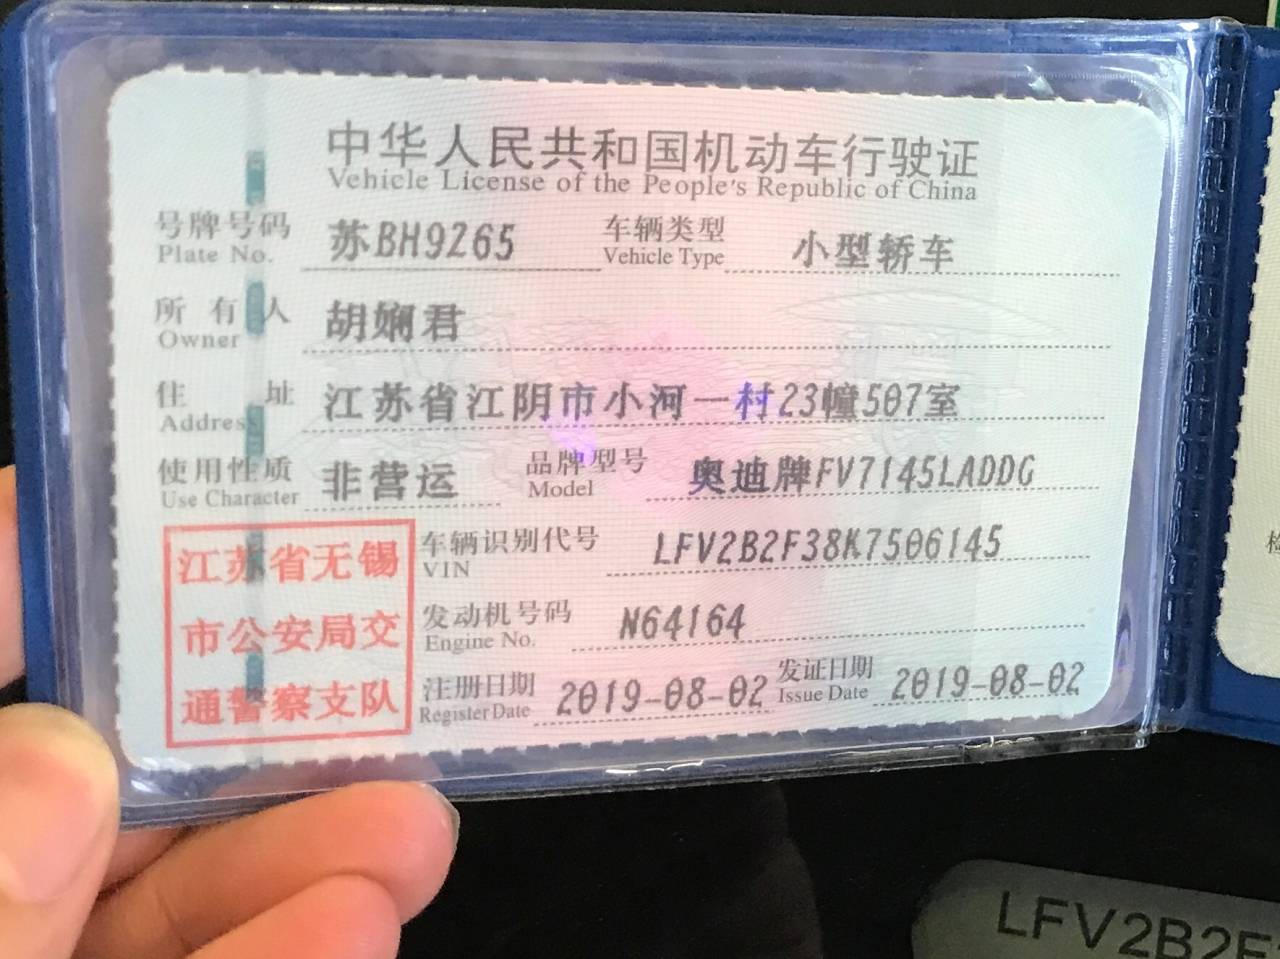 中华人民共和国机动车行驶证
Vehicle License of the People's Republic of China
号牌号码 苏BH9265 车辆类型 小型轿车
Plate No. Vehicle Type
所有人 胡娴君
Owner
住址 江苏省江阴市小河一村23幢507室
Address
使用性质 非营运 品牌型号 奥迪牌FV7145LADDG
Use Character Model
江苏省无锡
市公安局交
通警察支队
车辆识别代号 LFV2B2F38K7506145
VIN
发动机号码 N64164
Engine No.
注册日期 2019-08-02 发证日期 2019-08-02
Register Date Issue Date
LFV2B2F